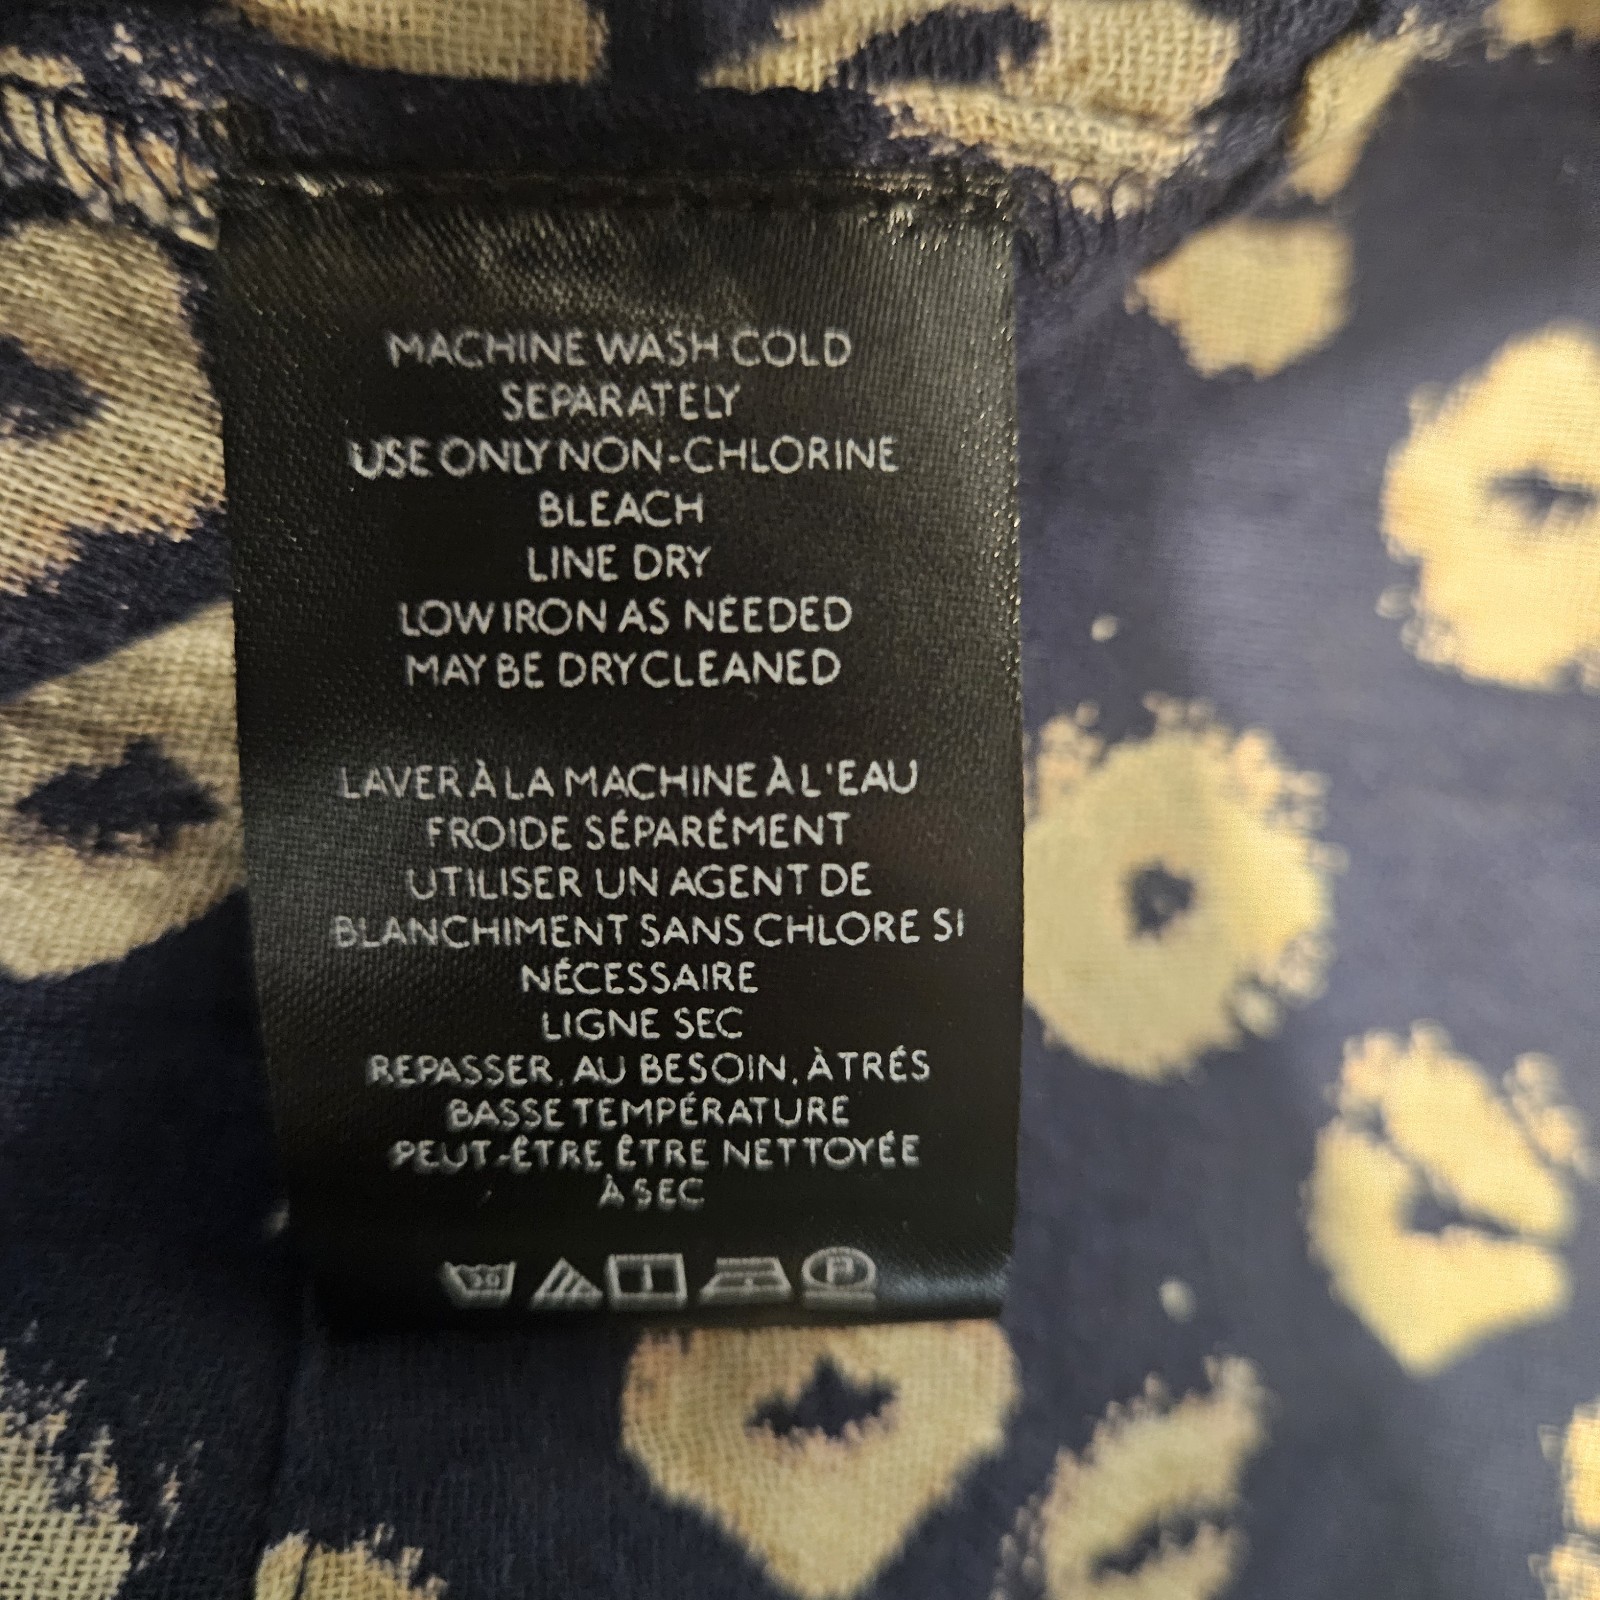 MACHINE WASH COLD
SEPARATELY
USE ONLY NON-CHLORINE
BLEACH
LINE DRY
LOW IRON AS NEEDED
MAY BE DRYCLEANED
LAVER À LA MACHINE À L'EAU
FROIDE SÉPARÉMENT
UTILISER UN AGENT DE
BLANCHIMENT SANS CHLORE SI
NÉCESSAIRE
LIGNE SEC
REPASSER, AU BESOIN, À TRÉS
BASSE TEMPÉRATURE
PEUT-ÊTRE ÊTRE NETTOYÉE
À SEC
30 P